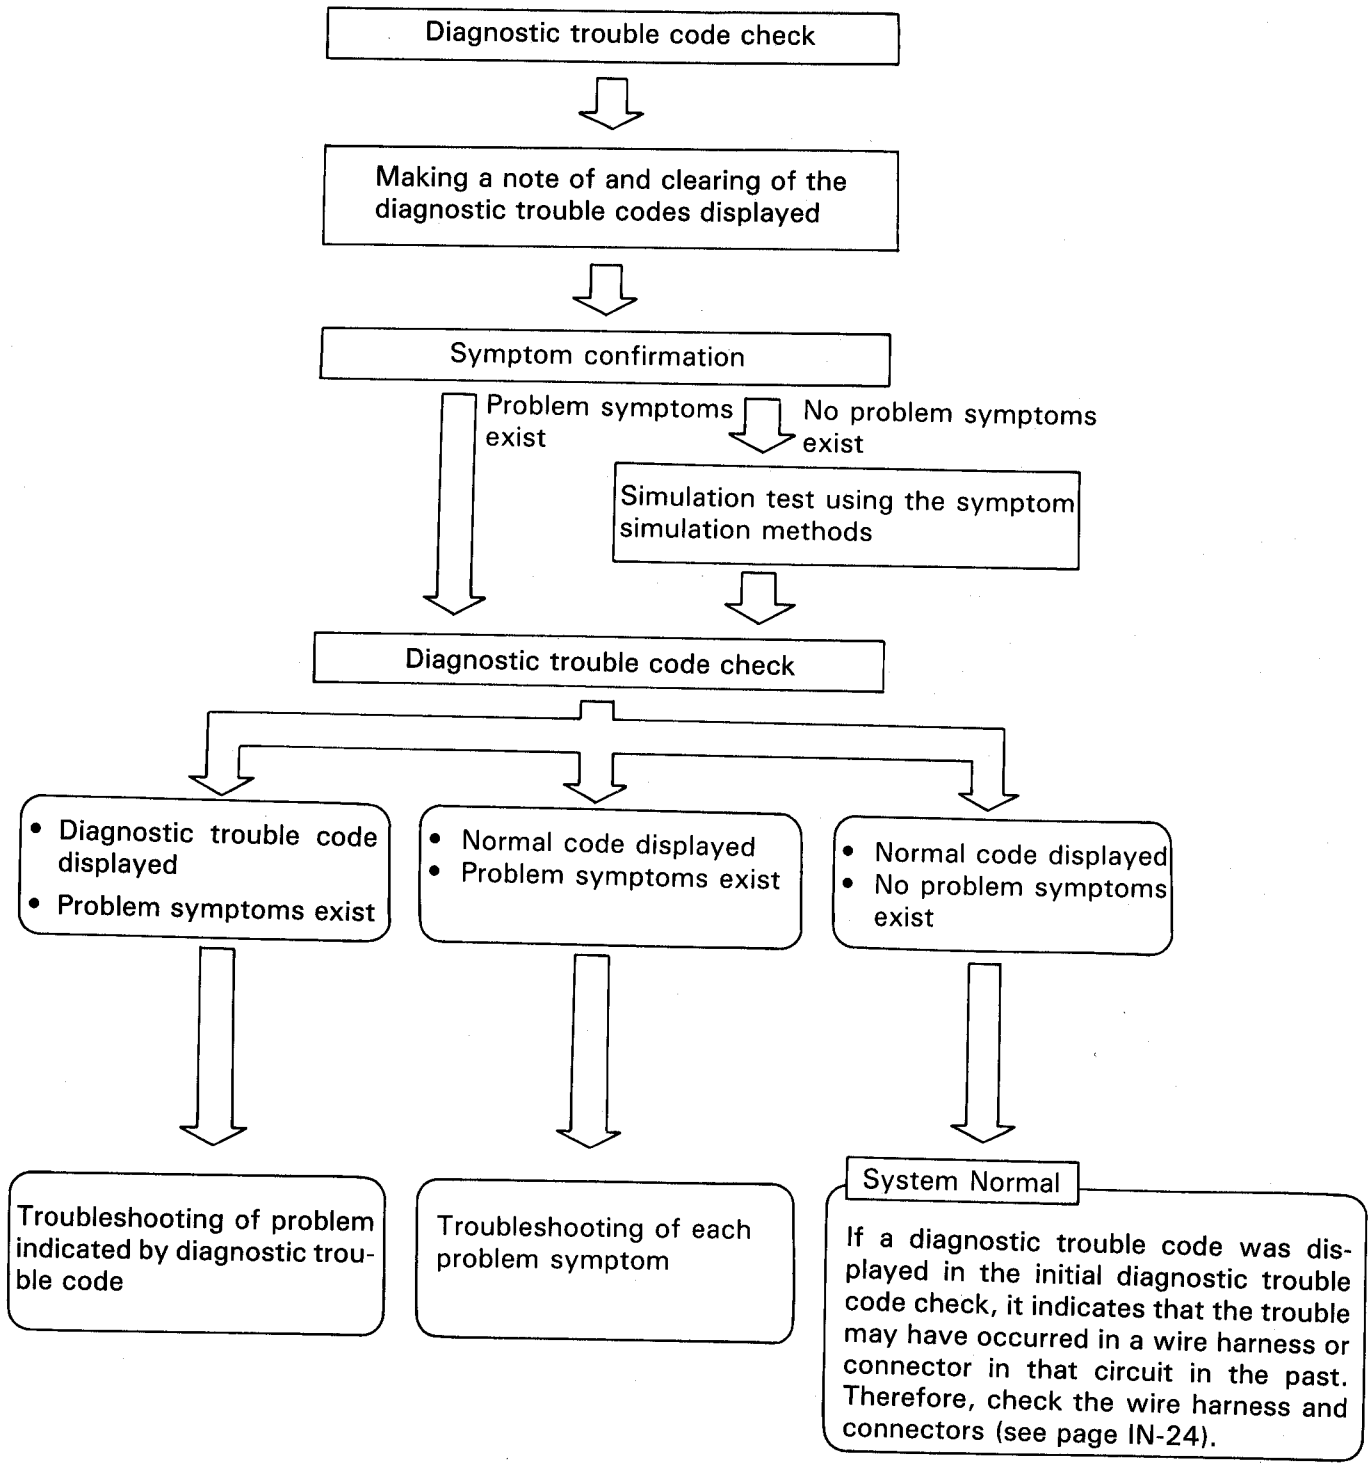 Diagnostic trouble code check
Making a note of and clearing of the
diagnostic trouble codes displayed
Symptom confirmation
Problem symptoms
exist
No problem symptoms
exist
Simulation test using the symptom
simulation methods
Diagnostic trouble code check
• Diagnostic trouble code
displayed
• Problem symptoms exist
• Normal code displayed
• Problem symptoms exist
• Normal code displayed
• No problem symptoms
exist
Troubleshooting of problem
indicated by diagnostic trou-
ble code
Troubleshooting of each
problem symptom
System Normal
If a diagnostic trouble code was dis-
played in the initial diagnostic trouble
code check, it indicates that the trouble
may have occurred in a wire harness or
connector in that circuit in the past.
Therefore, check the wire harness and
connectors (see page IN-24).